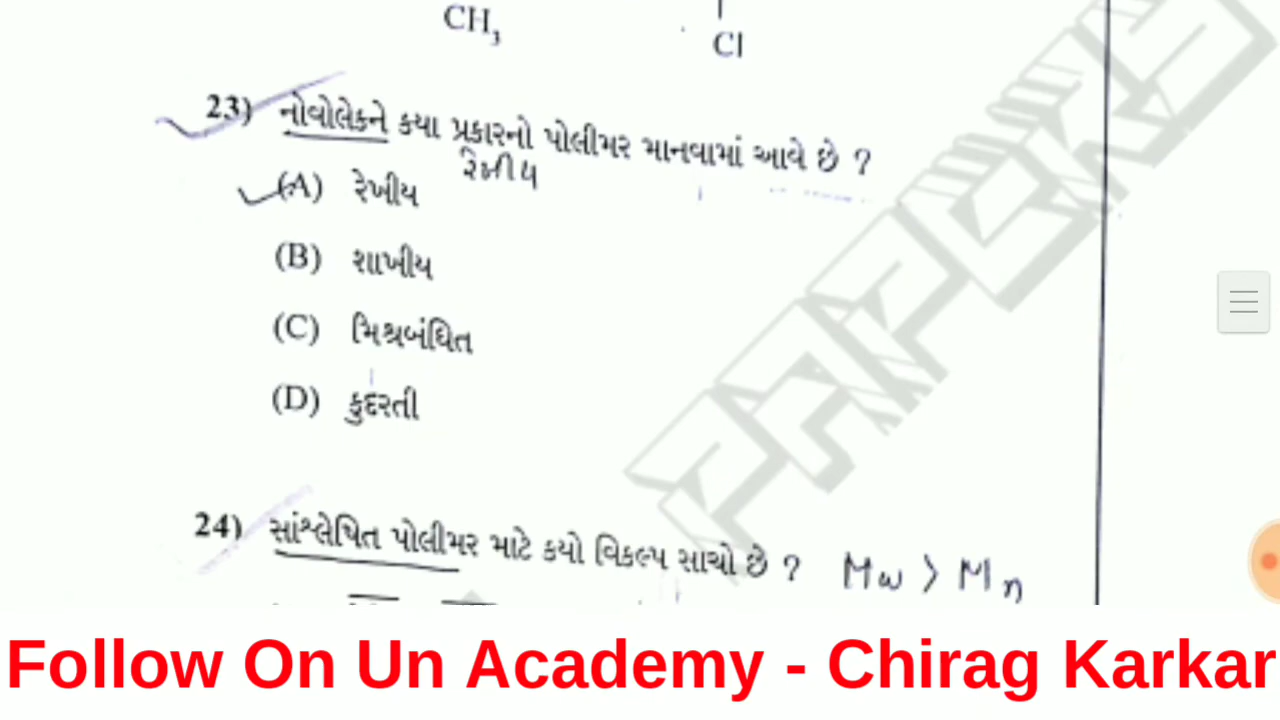 CH3
Cl
23) નોવોલેકને કયા પ્રકારનો પોલીમર માનવામાં આવે છે ?
રેખીય
(A) રેખીય
(B) શાખીય
(C) મિશ્રબંધિત
(D) કુદરતી
24) સાંશ્લેષિત પોલીમર માટે કયો વિકલ્પ સાચો છે ? Mw > Mn
Follow On Un Academy - Chirag Karkar